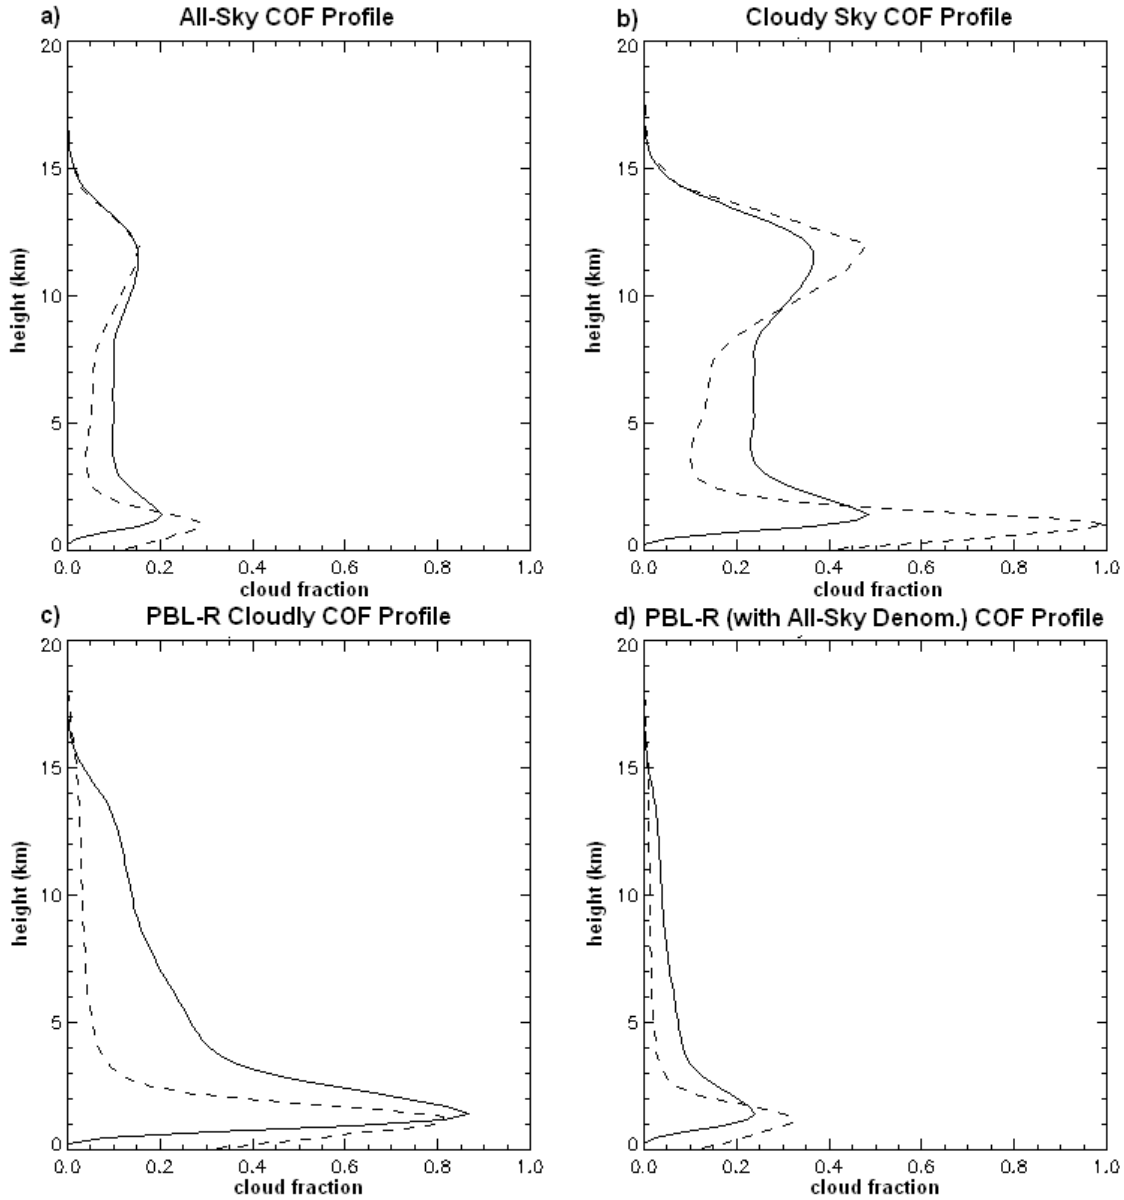 a) All-Sky COF Profile
20
15
10
5
0
height (km)
0.0 0.2 0.4 0.6 0.8 1.0
cloud fraction
b) Cloudy Sky COF Profile
20
15
10
5
0
height (km)
0.0 0.2 0.4 0.6 0.8 1.0
cloud fraction
c) PBL-R Cloudly COF Profile
20
15
10
5
0
height (km)
0.0 0.2 0.4 0.6 0.8 1.0
cloud fraction
d) PBL-R (with All-Sky Denom.) COF Profile
20
15
10
5
0
height (km)
0.0 0.2 0.4 0.6 0.8 1.0
cloud fraction